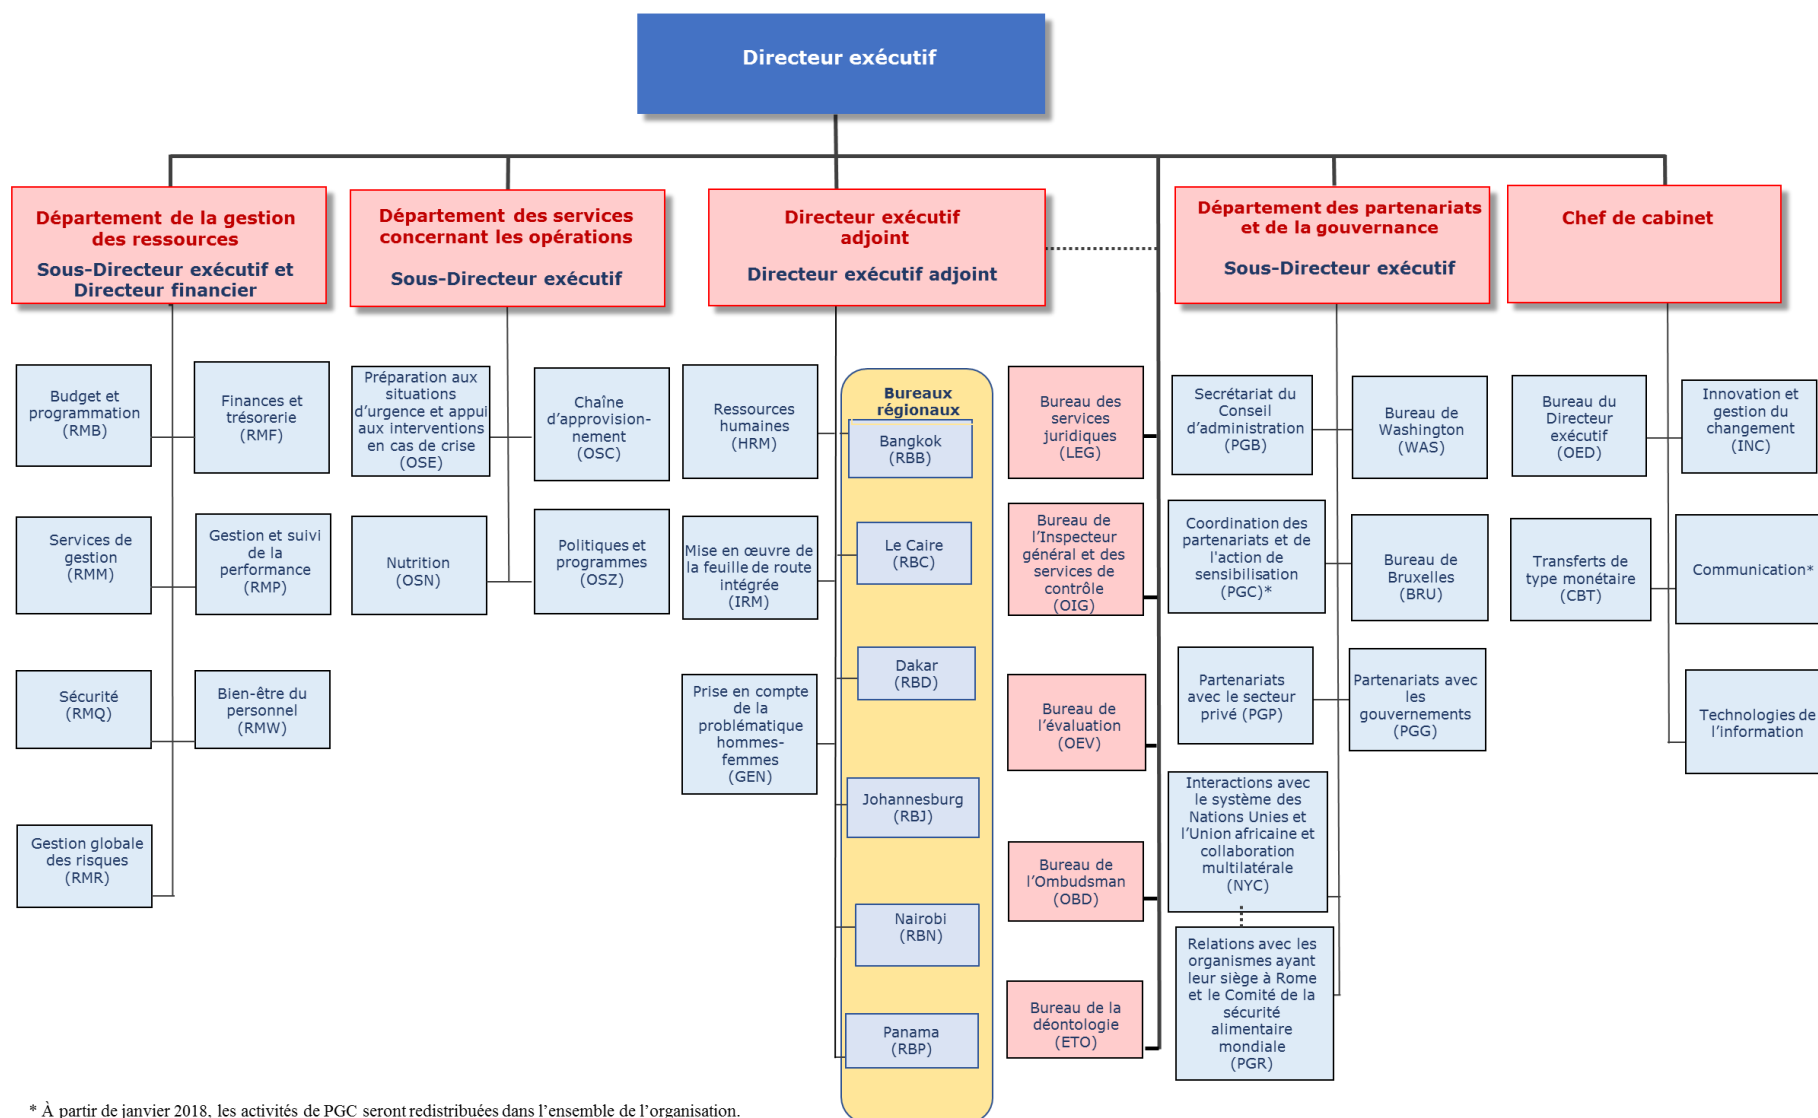 Directeur exécutif
Département de la gestion
des ressources
Sous-Directeur exécutif et
Directeur financier
Département des services
concernant les opérations
Sous-Directeur exécutif
Directeur exécutif
adjoint
Directeur exécutif adjoint
Département des partenariats
et de la gouvernance
Sous-Directeur exécutif
Chef de cabinet
Budget et
programmation
(RMB)
Finances et
trésorerie
(RMF)
Services de
gestion
(RMM)
Gestion et suivi
de la
performance
(RMP)
Sécurité
(RMQ)
Bien-être du
personnel
(RMW)
Gestion globale
des risques
(RMR)
Préparation aux
situations
d’urgence et appui
aux interventions
en cas de crise
(OSE)
Chaîne
d’approvision-
nement
(OSC)
Nutrition
(OSN)
Politiques et
programmes
(OSZ)
Ressources
humaines
(HRM)
Mise en œuvre de
la feuille de route
intégrée
(IRM)
Prise en compte
de la
problématique
hommes-
femmes
(GEN)
Bureaux
régionaux
Bangkok
(RBB)
Le Caire
(RBC)
Dakar
(RBD)
Johannesburg
(RBJ)
Nairobi
(RBN)
Panama
(RBP)
Bureau des
services
juridiques
(LEG)
Bureau de
l’Inspecteur
général et des
services de
contrôle
(OIG)
Bureau de
l’évaluation
(OEV)
Bureau de
l’Ombudsman
(OBD)
Bureau de la
déontologie
(ETO)
Secrétariat du
Conseil
d’administration
(PGB)
Bureau de
Washington
(WAS)
Coordination des
partenariats et de
l'action de
sensibilisation
(PGC)*
Bureau de
Bruxelles
(BRU)
Partenariats
avec le secteur
privé (PGP)
Partenariats avec
les
gouvernements
(PGG)
Interactions avec
le système des
Nations Unies et
l’Union africaine et
collaboration
multilatérale
(NYC)
Relations avec les
organismes ayant
leur siège à Rome
et le Comité de la
sécurité
alimentaire
mondiale
(PGR)
Bureau du
Directeur
exécutif
(OED)
Innovation et
gestion du
changement
(INC)
Transferts de
type monétaire
(CBT)
Communication*
Technologies de
l’information
* À partir de janvier 2018, les activités de PGC seront redistribuées dans l’ensemble de l’organisation.